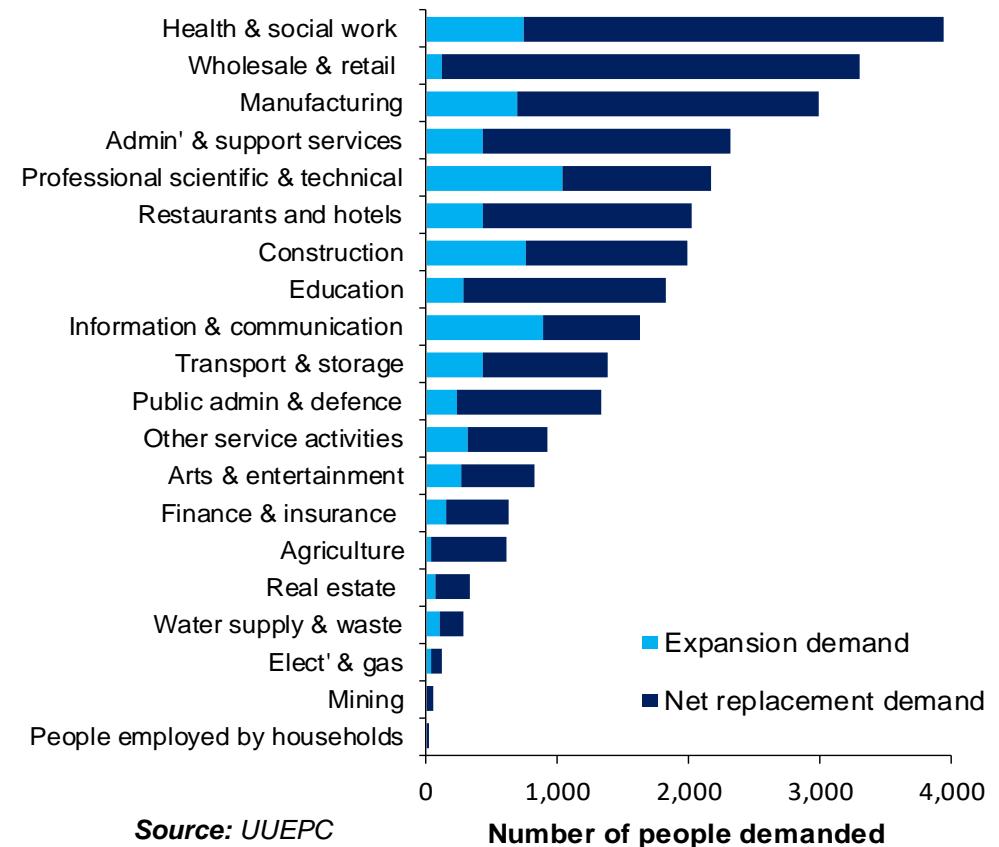 Health & social work
Wholesale & retail
Manufacturing
Admin' & support services
Professional scientific & technical
Restaurants and hotels
Construction
Education
Information & communication
Transport & storage
Public admin & defence
Other service activities
Arts & entertainment
Finance & insurance
Agriculture
Real estate
Water supply & waste
Elect' & gas
Mining
People employed by households
Expansion demand
Net replacement demand
0 1,000 2,000 3,000 4,000
Number of people demanded
Source: UUEPC